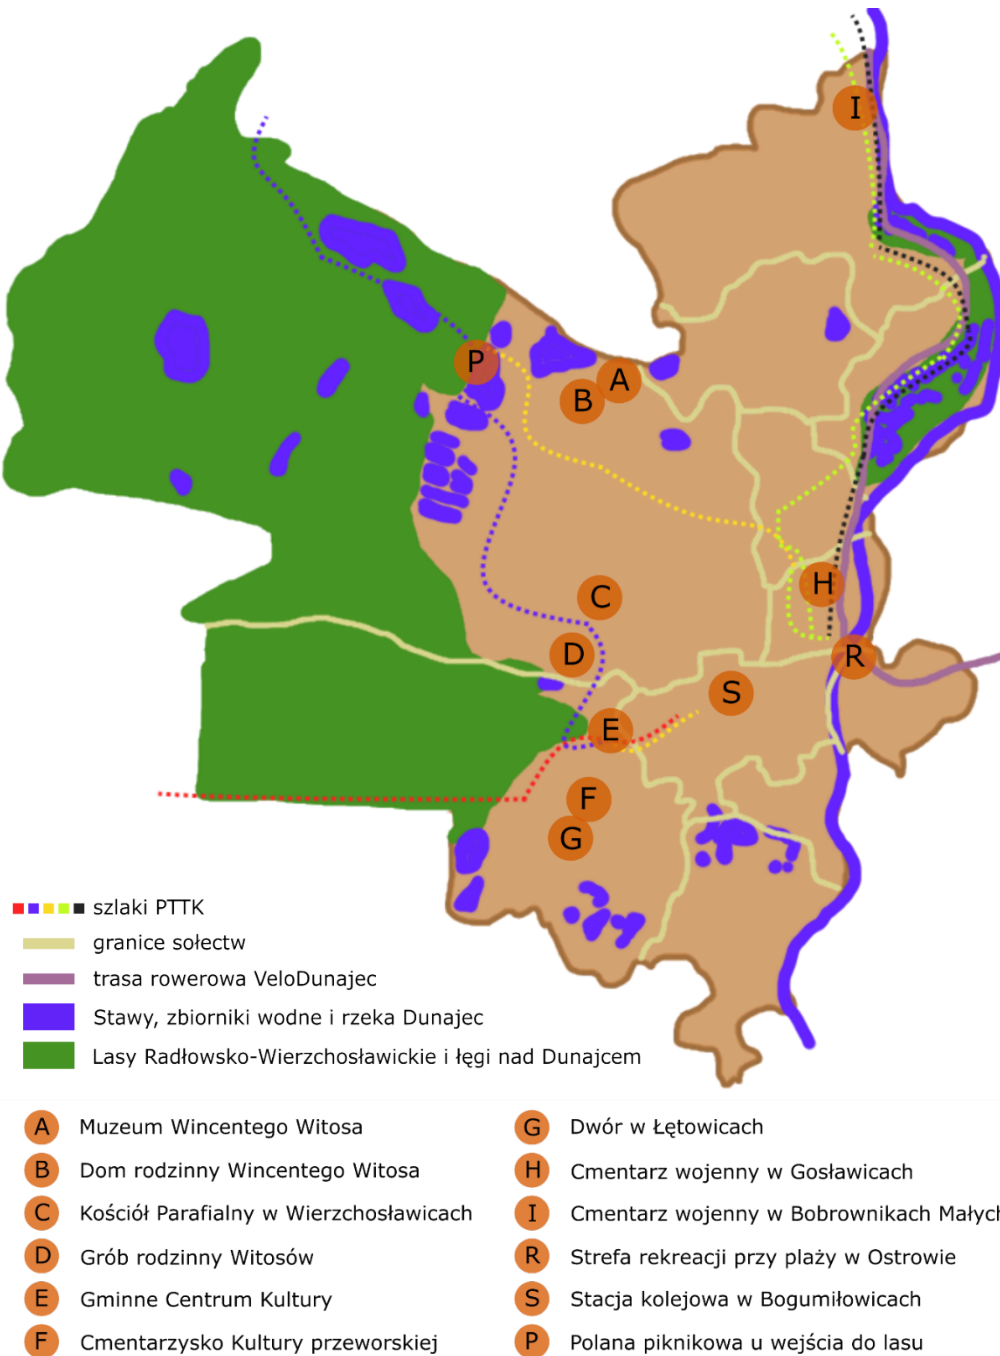 I
P
A
B
C
H
D
R
S
E
F
G
szlaki PTTK
granice sołectw
trasa rowerowa VeloDunajec
Stawy, zbiorniki wodne i rzeka Dunajec
Lasy Radłowsko-Wierzchosławickie i łęgi nad Dunajcem
A Muzeum Wincentego Witosa
B Dom rodzinny Wincentego Witosa
C Kościół Parafialny w Wierzchosławicach
D Grób rodzinny Witosów
E Gminne Centrum Kultury
F Cmentarzysko Kultury przeworskiej
G Dwór w Łętowicach
H Cmentarz wojenny w Gosławicach
I Cmentarz wojenny w Bobrownikach Małych
R Strefa rekreacji przy plaży w Ostrowie
S Stacja kolejowa w Bogumiłowicach
P Polana piknikowa u wejścia do lasu